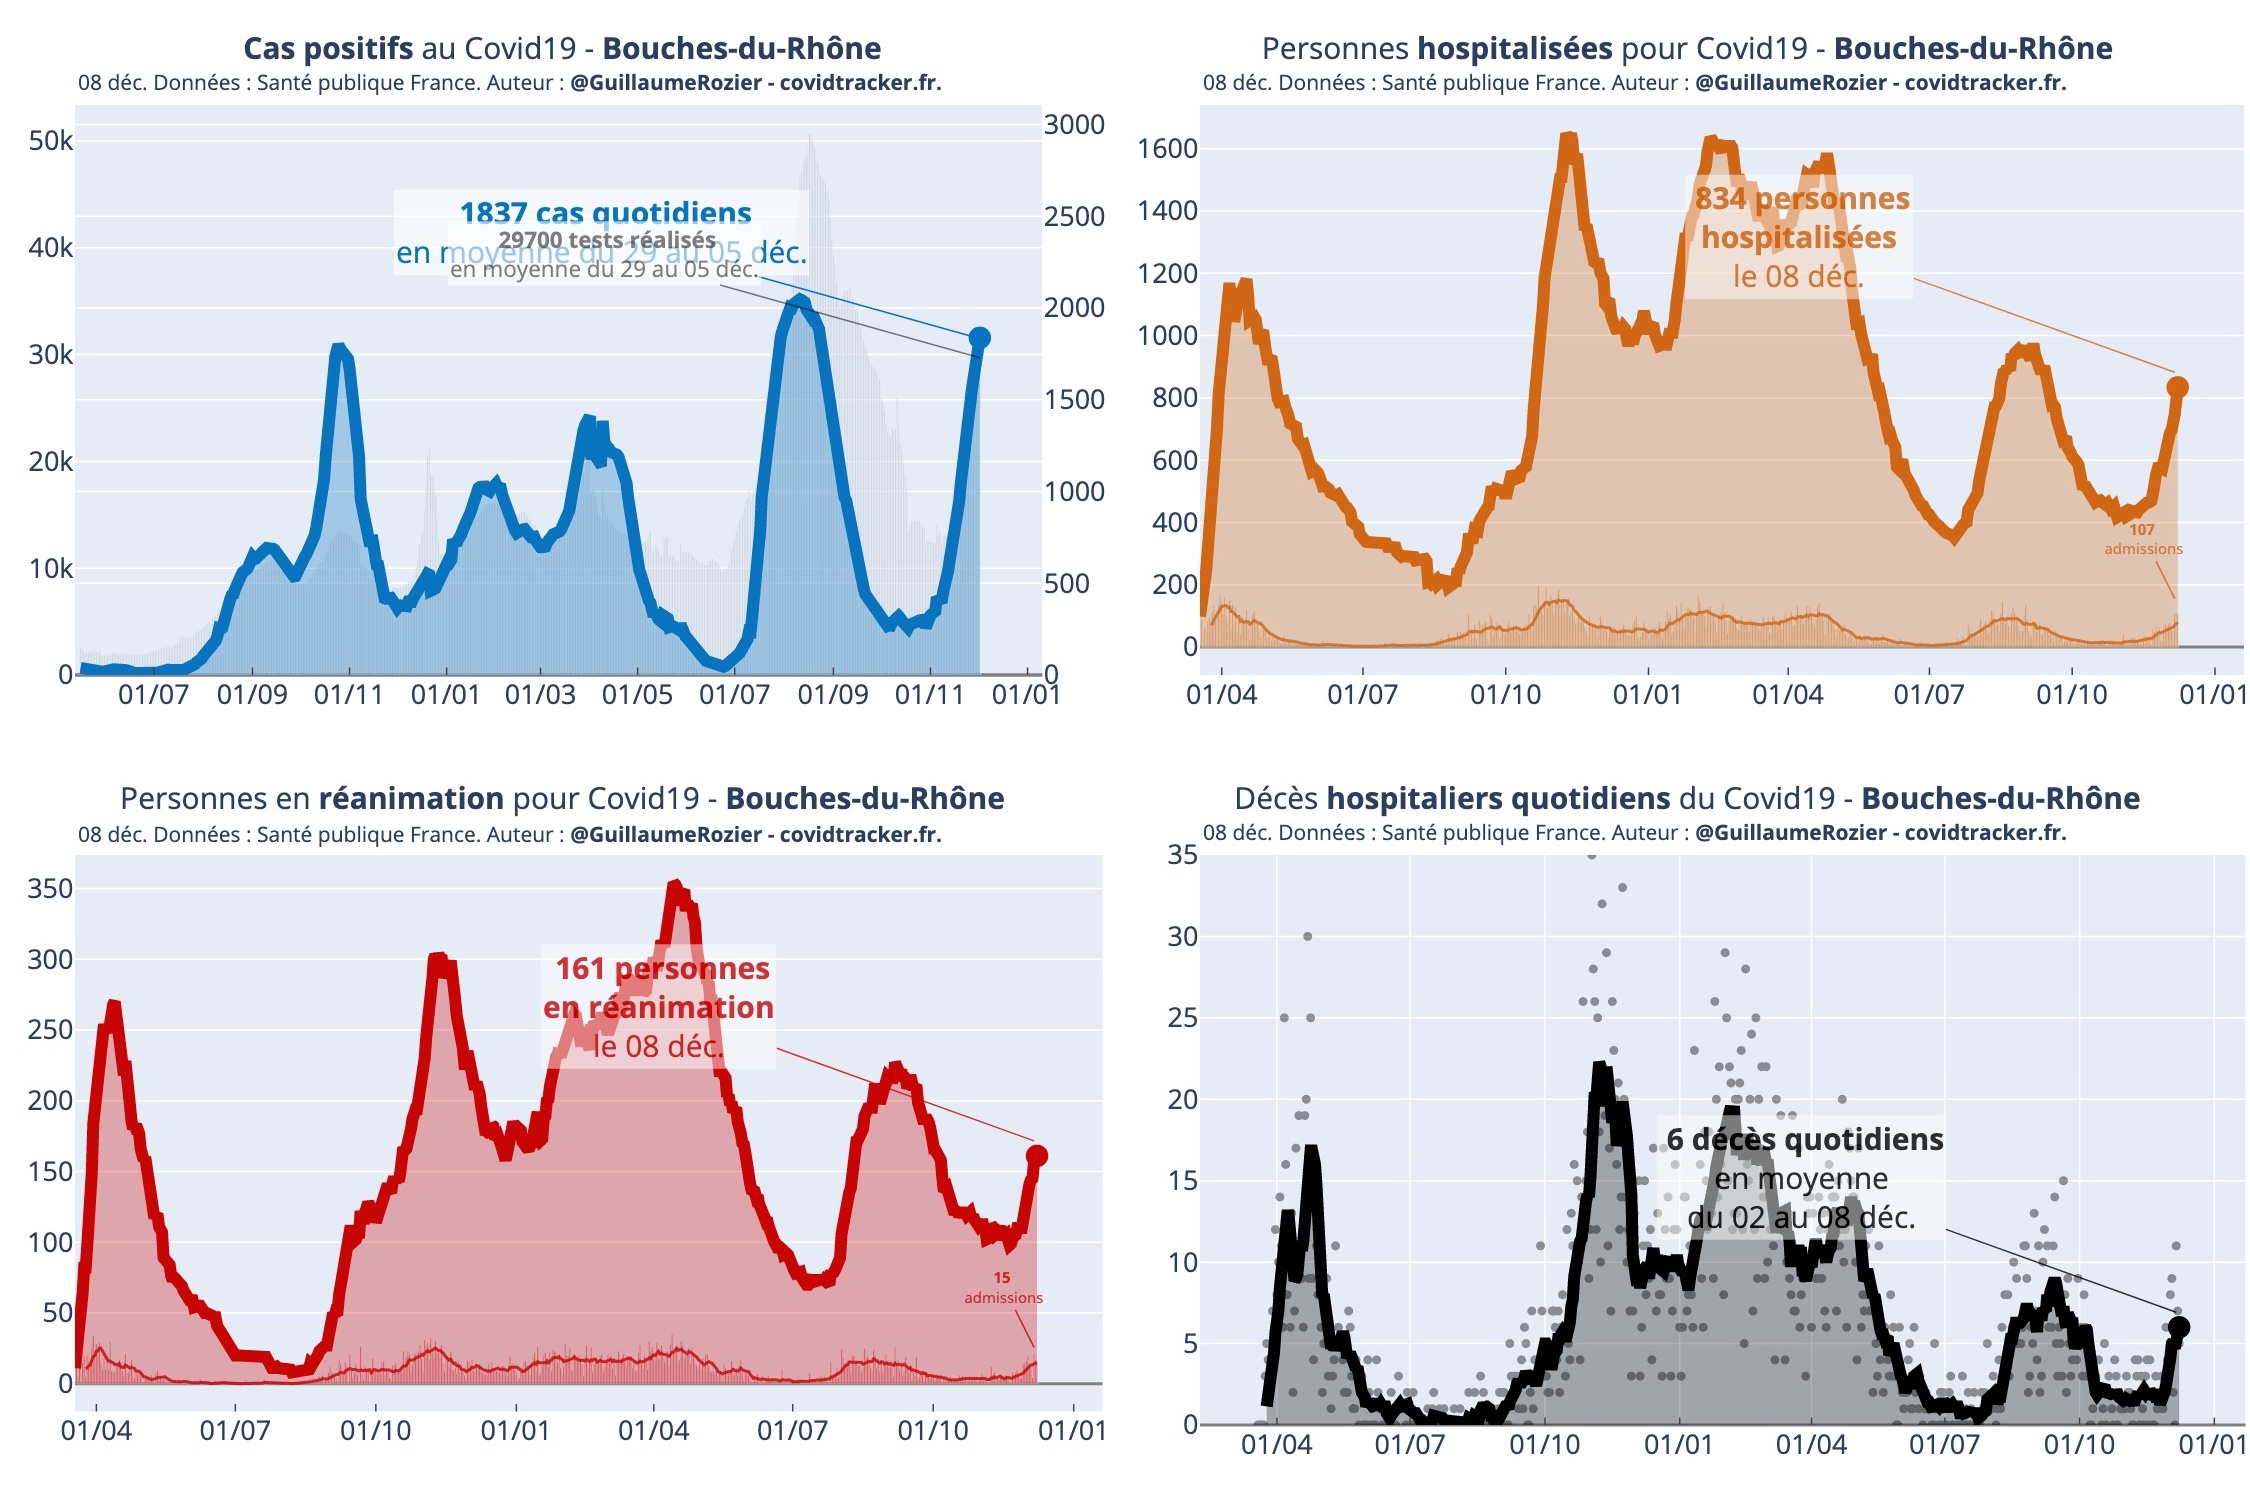 Cas positifs au Covid19 - Bouches-du-Rhône
08 déc. Données : Santé publique France. Auteur : @GuillaumeRozier - covidtracker.fr.
50k
40k
30k
20k
10k
0
3000
2500
2000
1500
1000
500
0
1837 cas quotidiens
en moyenne du 29 au 05 déc.
29700 tests réalisés
en moyenne du 29 au 05 déc.
01/07 01/09 01/11 01/01 01/03 01/05 01/07 01/09 01/11 01/01
Personnes hospitalisées pour Covid19 - Bouches-du-Rhône
08 déc. Données : Santé publique France. Auteur : @GuillaumeRozier - covidtracker.fr.
1600
1400
1200
1000
800
600
400
200
0
834 personnes
hospitalisées
le 08 déc.
107
admissions
01/04 01/07 01/10 01/01 01/04 01/07 01/10 01/01
Personnes en réanimation pour Covid19 - Bouches-du-Rhône
08 déc. Données : Santé publique France. Auteur : @GuillaumeRozier - covidtracker.fr.
350
300
250
200
150
100
50
0
161 personnes
en réanimation
le 08 déc.
15
admissions
01/04 01/07 01/10 01/01 01/04 01/07 01/10 01/01
Décès hospitaliers quotidiens du Covid19 - Bouches-du-Rhône
08 déc. Données : Santé publique France. Auteur : @GuillaumeRozier - covidtracker.fr.
35
30
25
20
15
10
5
0
6 décès quotidiens
en moyenne
du 02 au 08 déc.
01/04 01/07 01/10 01/01 01/04 01/07 01/10 01/01